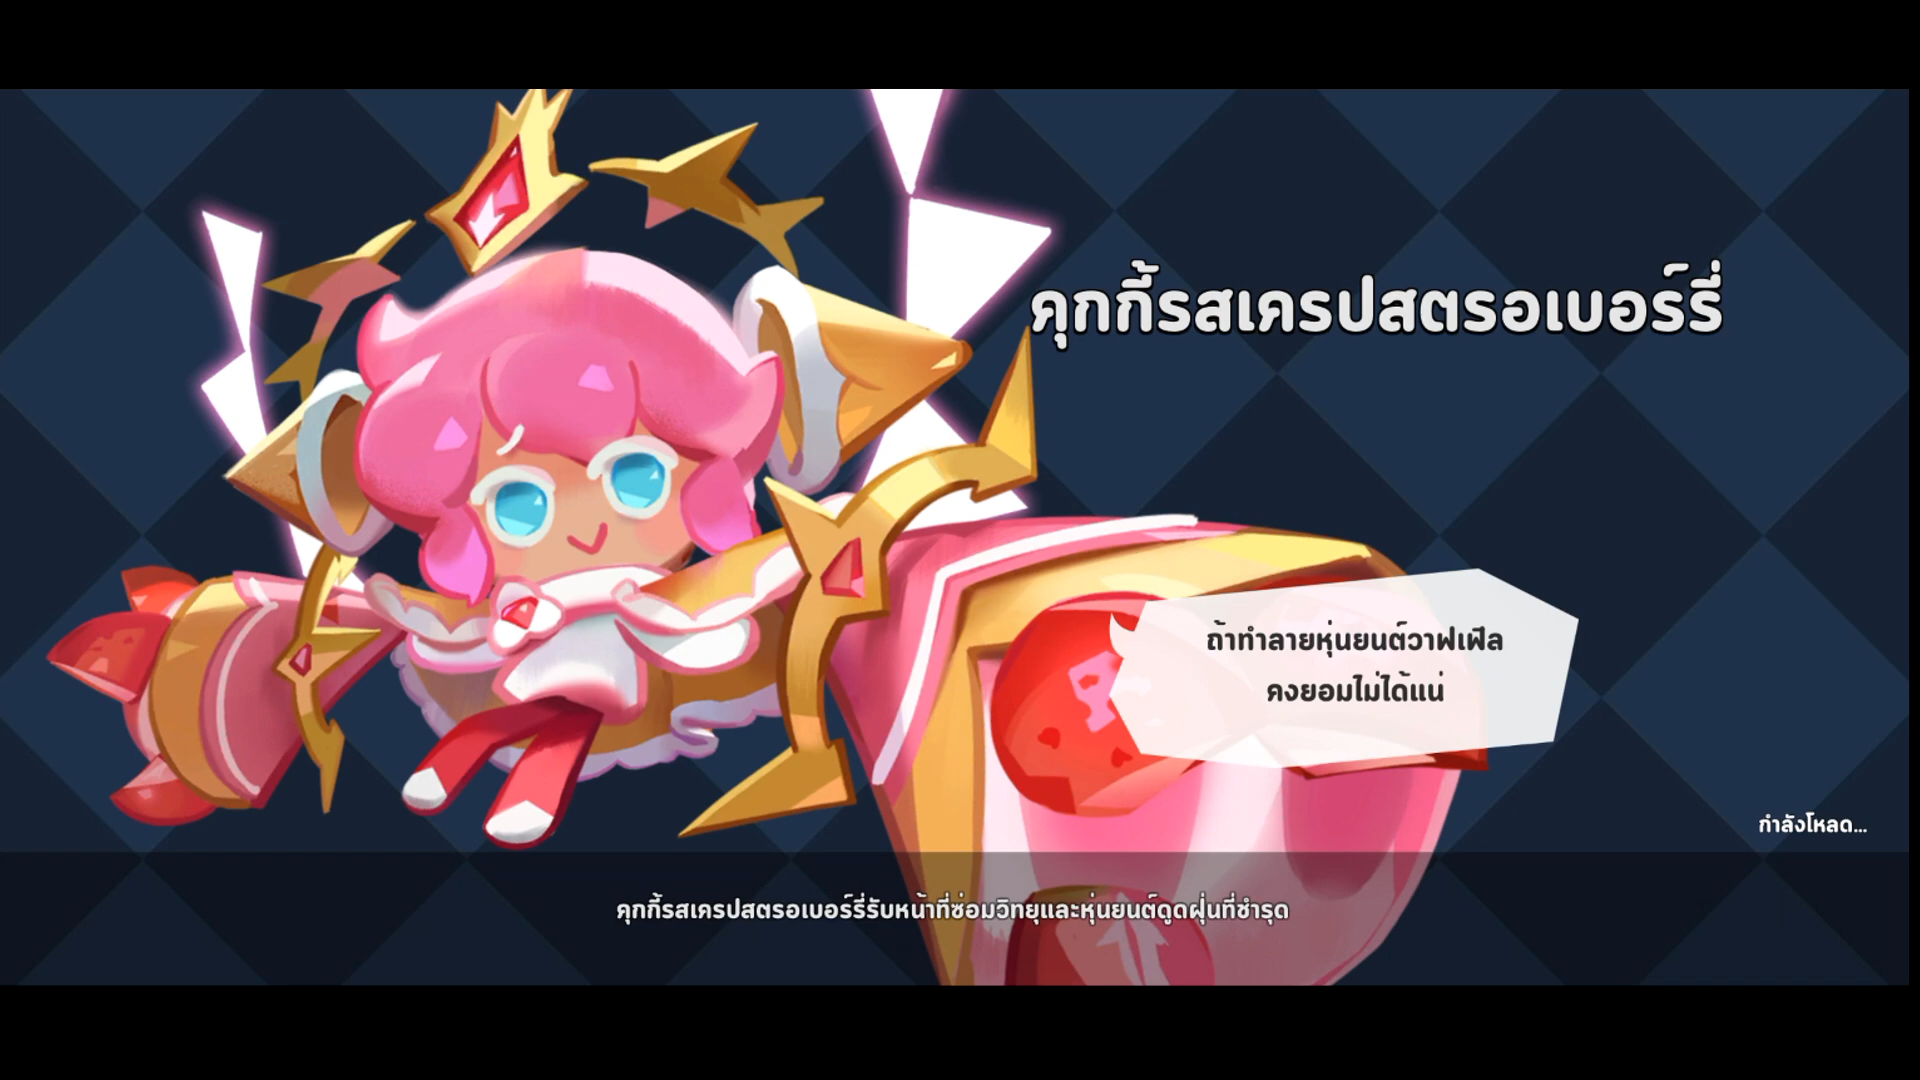 คุกกี้รสเครปสตรอเบอร์รี่
ถ้าทำลายหุ่นยนต์วาฟเฟิล
คงยอมไม่ได้แน่
กำลังโหลด...
คุกกี้รสเครปสตรอเบอร์รี่รับหน้าที่ซ่อมวิทยุและหุ่นยนต์ดูดฝุ่นที่ชำรุด